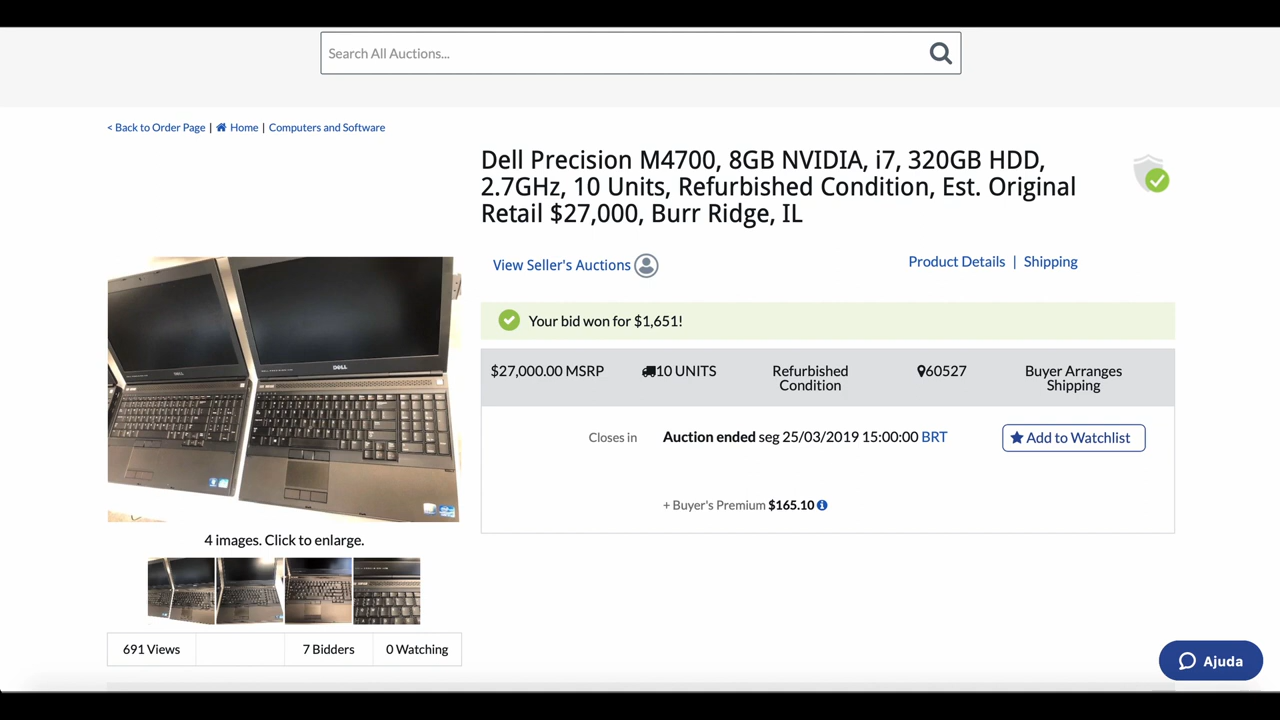 Search All Auctions...
< Back to Order Page | Home | Computers and Software
Dell Precision M4700, 8GB NVIDIA, i7, 320GB HDD,
2.7GHz, 10 Units, Refurbished Condition, Est. Original
Retail $27,000, Burr Ridge, IL
View Seller's Auctions
Product Details | Shipping
Your bid won for $1,651!
$27,000.00 MSRP
10 UNITS
Refurbished
Condition
60527
Buyer Arranges
Shipping
Closes in
Auction ended seg 25/03/2019 15:00:00 BRT
Add to Watchlist
+ Buyer's Premium $165.10
DELL
DELL
4 images. Click to enlarge.
691 Views
7 Bidders
0 Watching
Ajuda